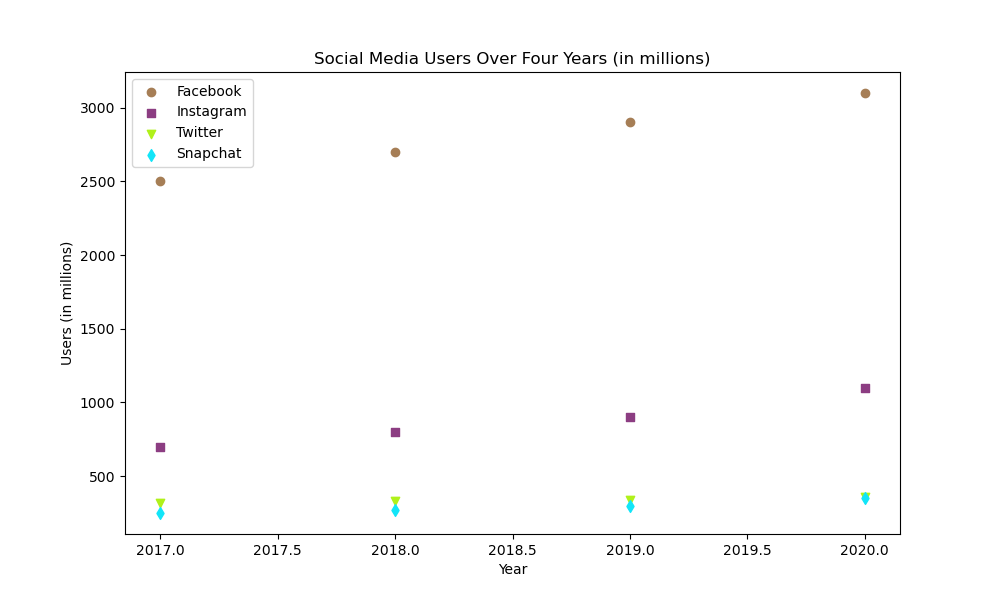 Social Media Users Over Four Years (in millions)
Facebook
Instagram
Twitter
Snapchat
3000
2500
2000
1500
1000
500
Users (in millions)
2017.0 2017.5 2018.0 2018.5 2019.0 2019.5 2020.0
Year